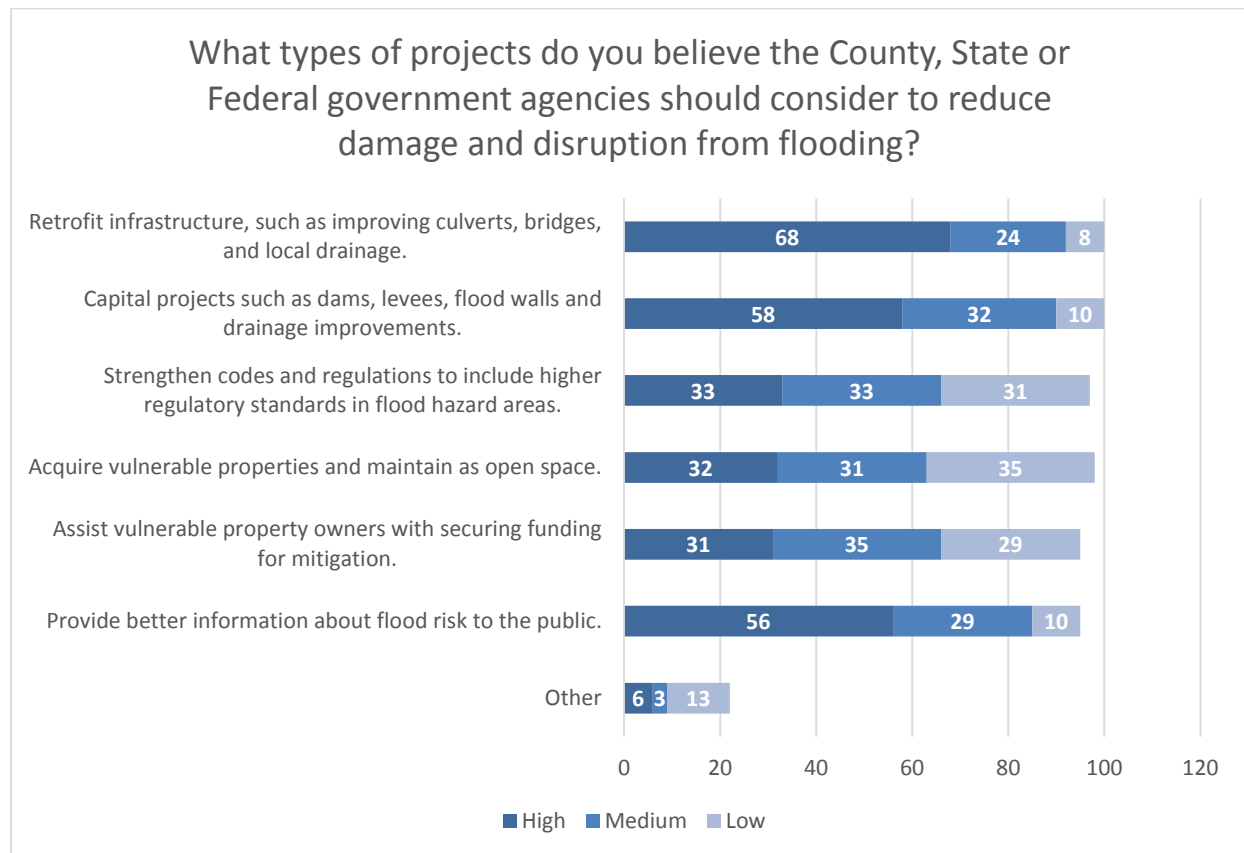 What types of projects do you believe the County, State or
Federal government agencies should consider to reduce
damage and disruption from flooding?
Retrofit infrastructure, such as improving culverts, bridges,
and local drainage.
68 24 8
Capital projects such as dams, levees, flood walls and
drainage improvements.
58 32 10
Strengthen codes and regulations to include higher
regulatory standards in flood hazard areas.
33 33 31
Acquire vulnerable properties and maintain as open space.
32 31 35
Assist vulnerable property owners with securing funding
for mitigation.
31 35 29
Provide better information about flood risk to the public.
56 29 10
Other
6 3 13
0 20 40 60 80 100 120
High Medium Low